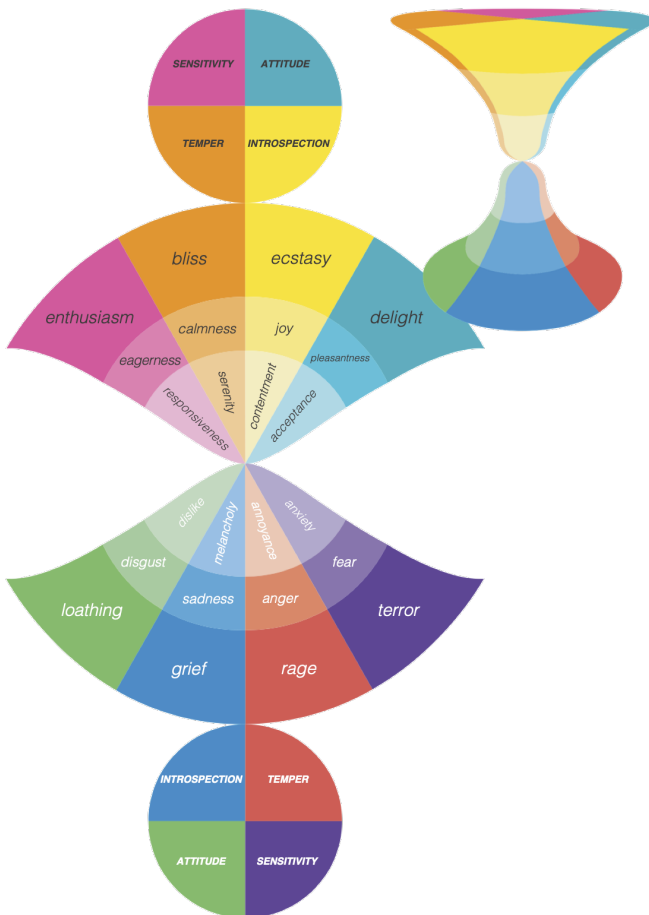 SENSITIVITY ATTITUDE
TEMPER INTROSPECTION
bliss ecstasy
enthusiasm delight
calmness joy
eagerness pleasantness
serenity contentment
responsiveness acceptance
dislike anxiety
melancholy annoyance
disgust fear
sadness anger
loathing terror
grief rage
INTROSPECTION TEMPER
ATTITUDE SENSITIVITY